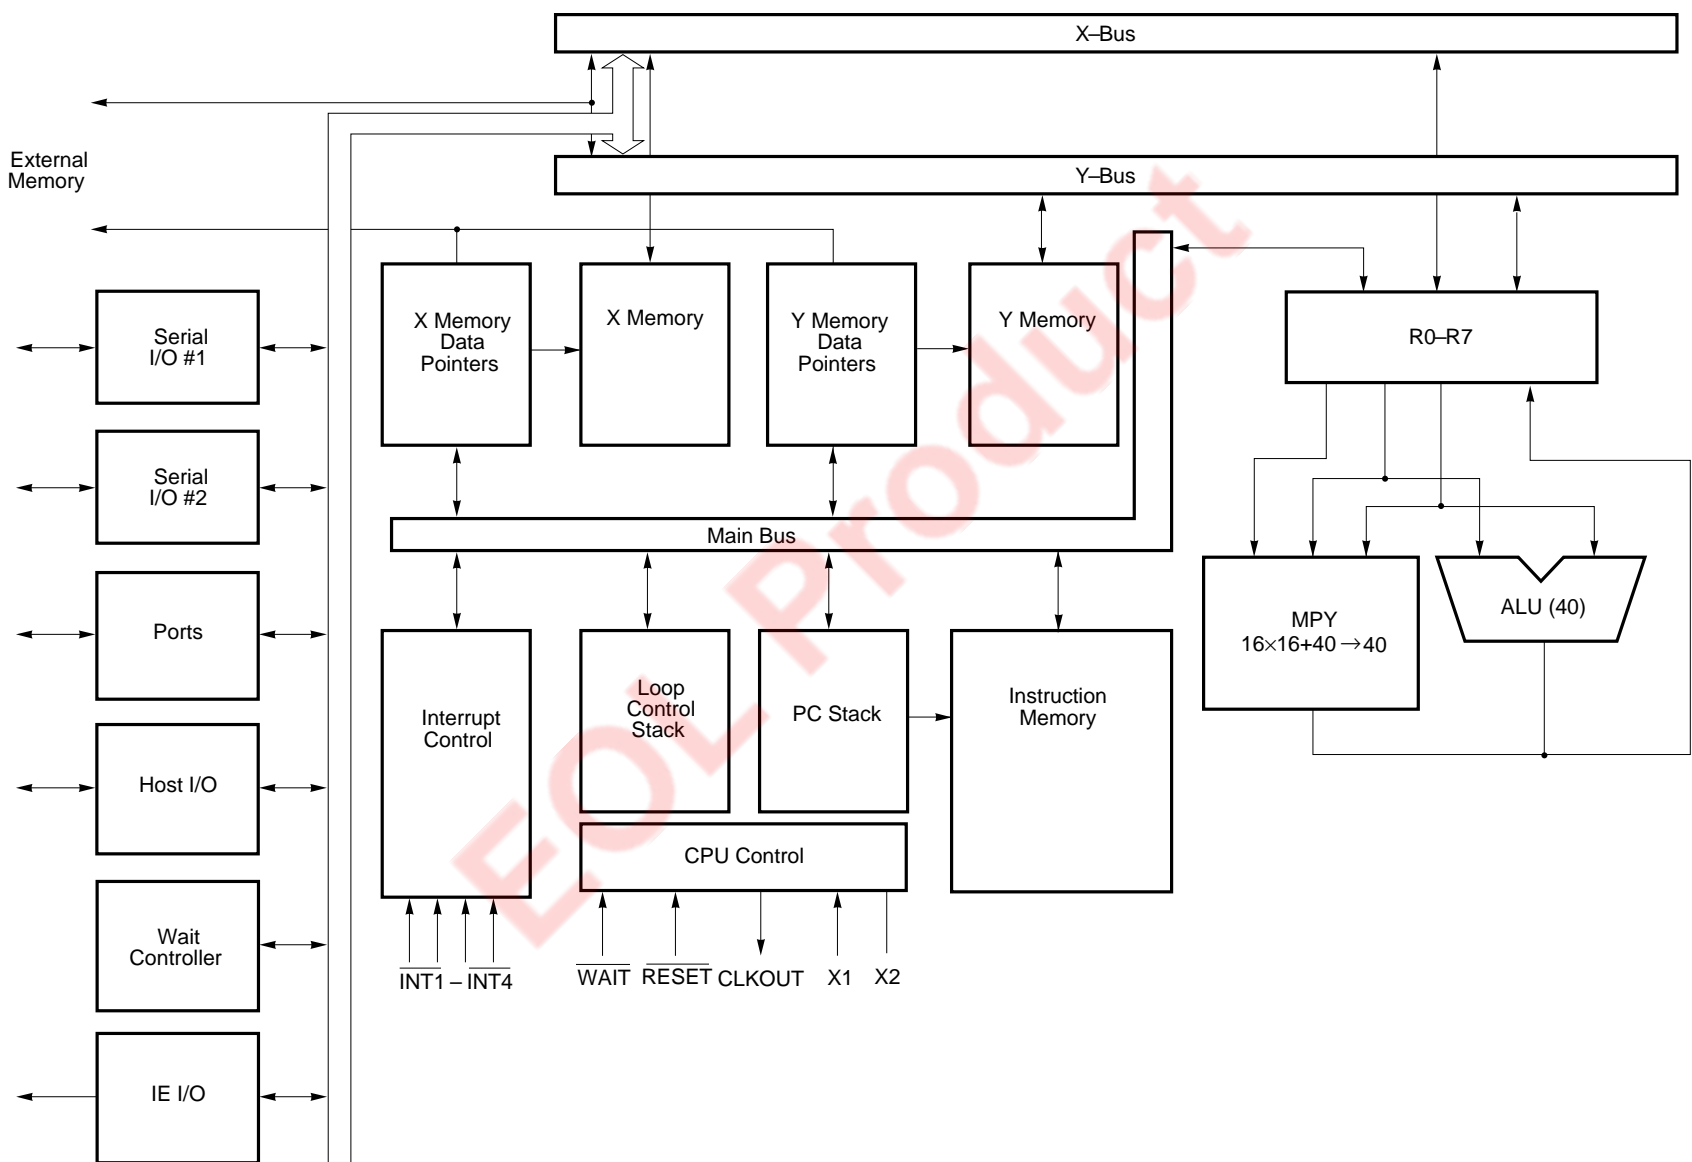 X–Bus
External
Memory
Y–Bus
Serial
I/O #1
X Memory
Data
Pointers
X Memory
Y Memory
Data
Pointers
Y Memory
R0–R7
Serial
I/O #2
Main Bus
Ports
MPY
16×16+40→40
ALU (40)
Interrupt
Control
Loop
Control
Stack
PC Stack
Instruction
Memory
Host I/O
CPU Control
Wait
Controller
INT1 – INT4
WAIT
RESET
CLKOUT
X1
X2
IE I/O
EOL Product